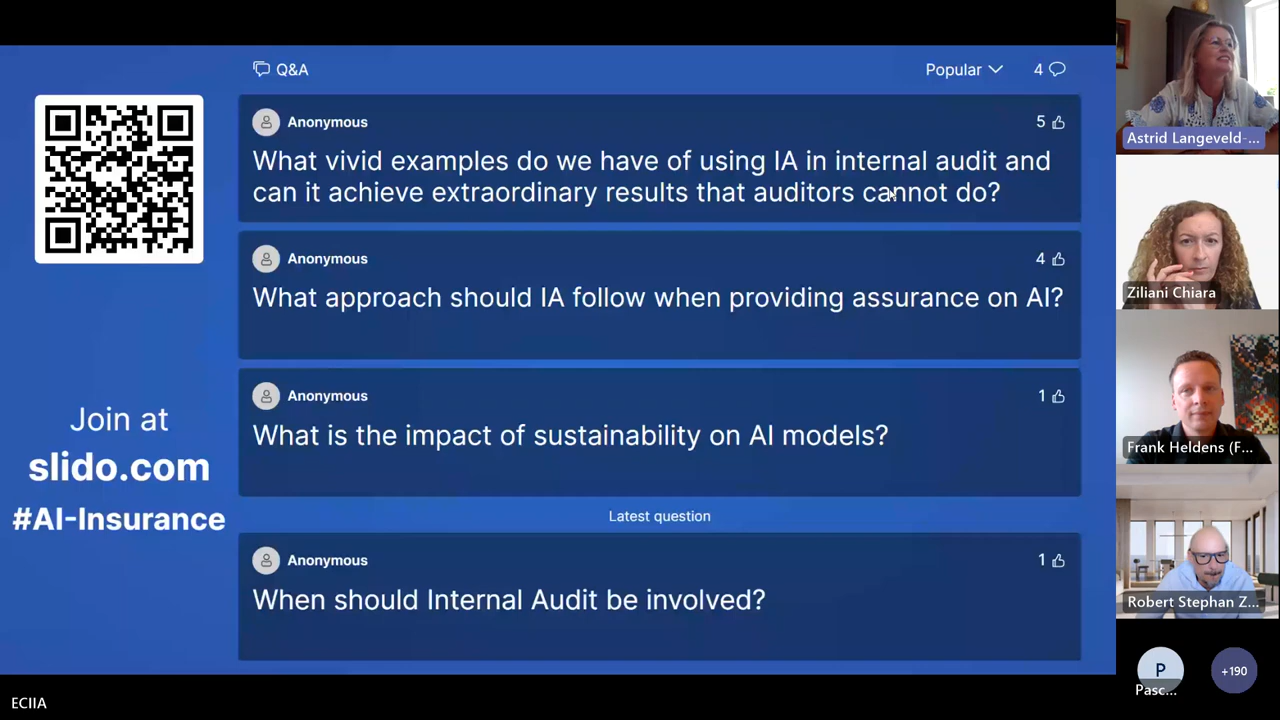 Q&A
Popular
4
Anonymous
5
What vivid examples do we have of using IA in internal audit and
can it achieve extraordinary results that auditors cannot do?
Anonymous
4
What approach should IA follow when providing assurance on AI?
Anonymous
1
What is the impact of sustainability on AI models?
Latest question
Anonymous
1
When should Internal Audit be involved?
Join at
slido.com
#AI-Insurance
ECIIA
Astrid Langeveld-...
Ziliani Chiara
Frank Heldens (F...
Robert Stephan Z...
P
Pasc...
+190